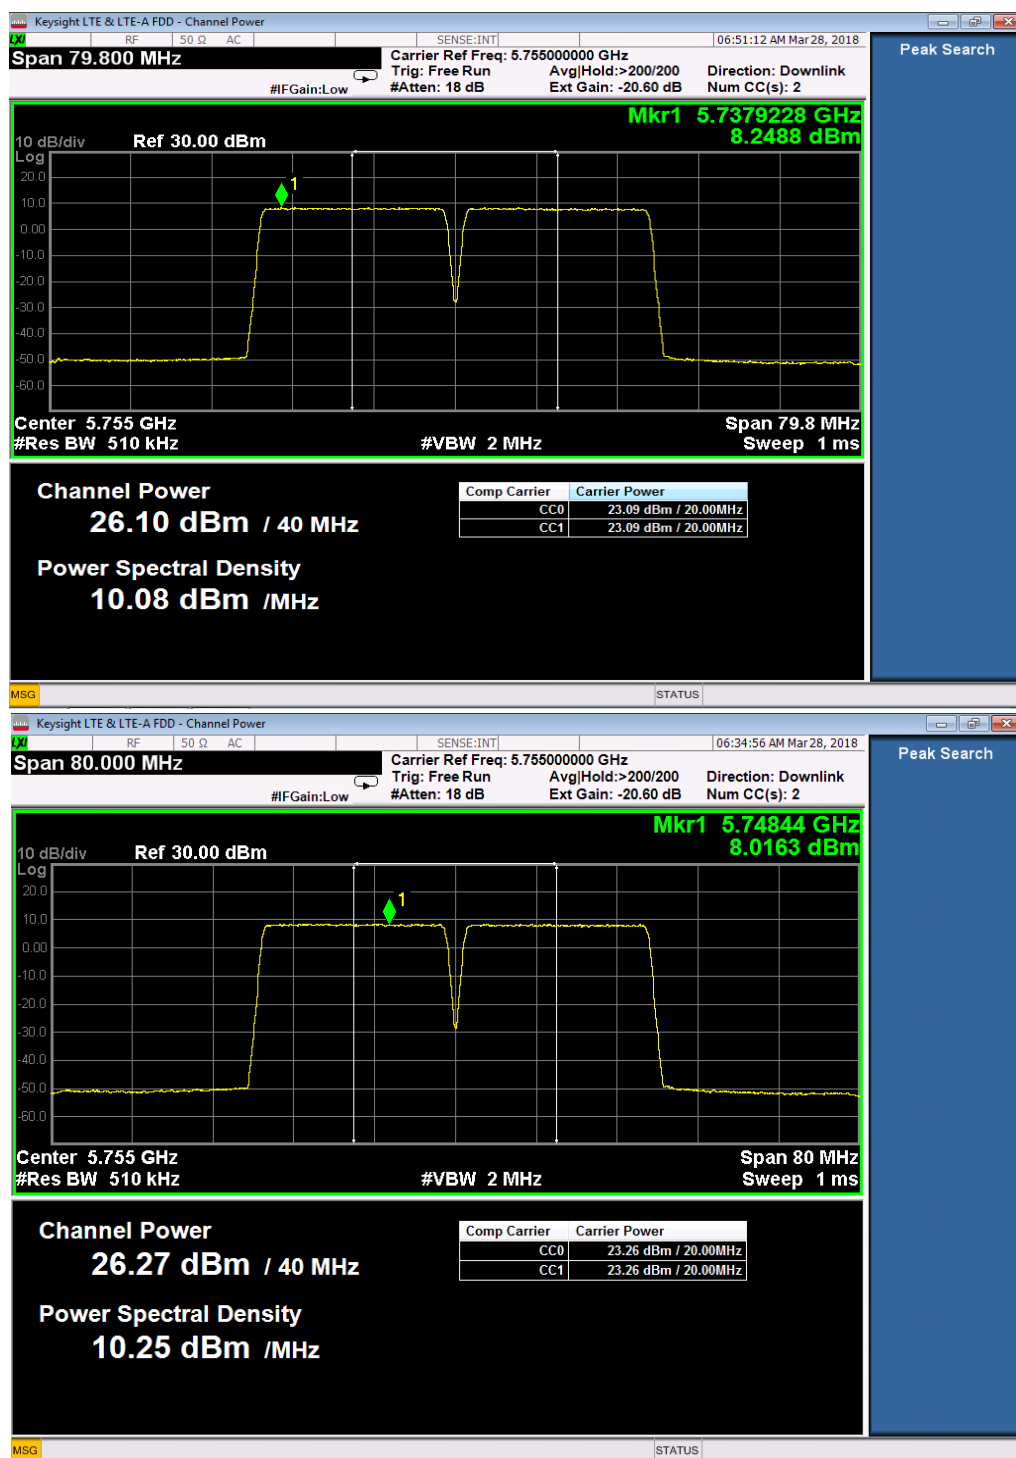 Keysight LTE & LTE-A FDD - Channel Power
LXI RF 50 Ω AC SENSE:INT 06:51:12 AM Mar 28, 2018
Span 79.800 MHz
Carrier Ref Freq: 5.755000000 GHz
Trig: Free Run Avg|Hold:>200/200 Direction: Downlink
#IFGain:Low #Atten: 18 dB Ext Gain: -20.60 dB Num CC(s): 2
Peak Search
Mkr1 5.7379228 GHz
8.2488 dBm
10 dB/div Ref 30.00 dBm
Log
20.0
1
10.0
0.00
-10.0
-20.0
-30.0
-40.0
-50.0
-60.0
Center 5.755 GHz Span 79.8 MHz
#Res BW 510 kHz #VBW 2 MHz Sweep 1 ms
Channel Power
26.10 dBm / 40 MHz
Comp Carrier Carrier Power
CC0 23.09 dBm / 20.00MHz
CC1 23.09 dBm / 20.00MHz
Power Spectral Density
10.08 dBm /MHz
MSG STATUS
Keysight LTE & LTE-A FDD - Channel Power
LXI RF 50 Ω AC SENSE:INT 06:34:56 AM Mar 28, 2018
Span 80.000 MHz
Carrier Ref Freq: 5.755000000 GHz
Trig: Free Run Avg|Hold:>200/200 Direction: Downlink
#IFGain:Low #Atten: 18 dB Ext Gain: -20.60 dB Num CC(s): 2
Peak Search
Mkr1 5.74844 GHz
8.0163 dBm
10 dB/div Ref 30.00 dBm
Log
20.0
1
10.0
0.00
-10.0
-20.0
-30.0
-40.0
-50.0
-60.0
Center 5.755 GHz Span 80 MHz
#Res BW 510 kHz #VBW 2 MHz Sweep 1 ms
Channel Power
26.27 dBm / 40 MHz
Comp Carrier Carrier Power
CC0 23.26 dBm / 20.00MHz
CC1 23.26 dBm / 20.00MHz
Power Spectral Density
10.25 dBm /MHz
MSG STATUS